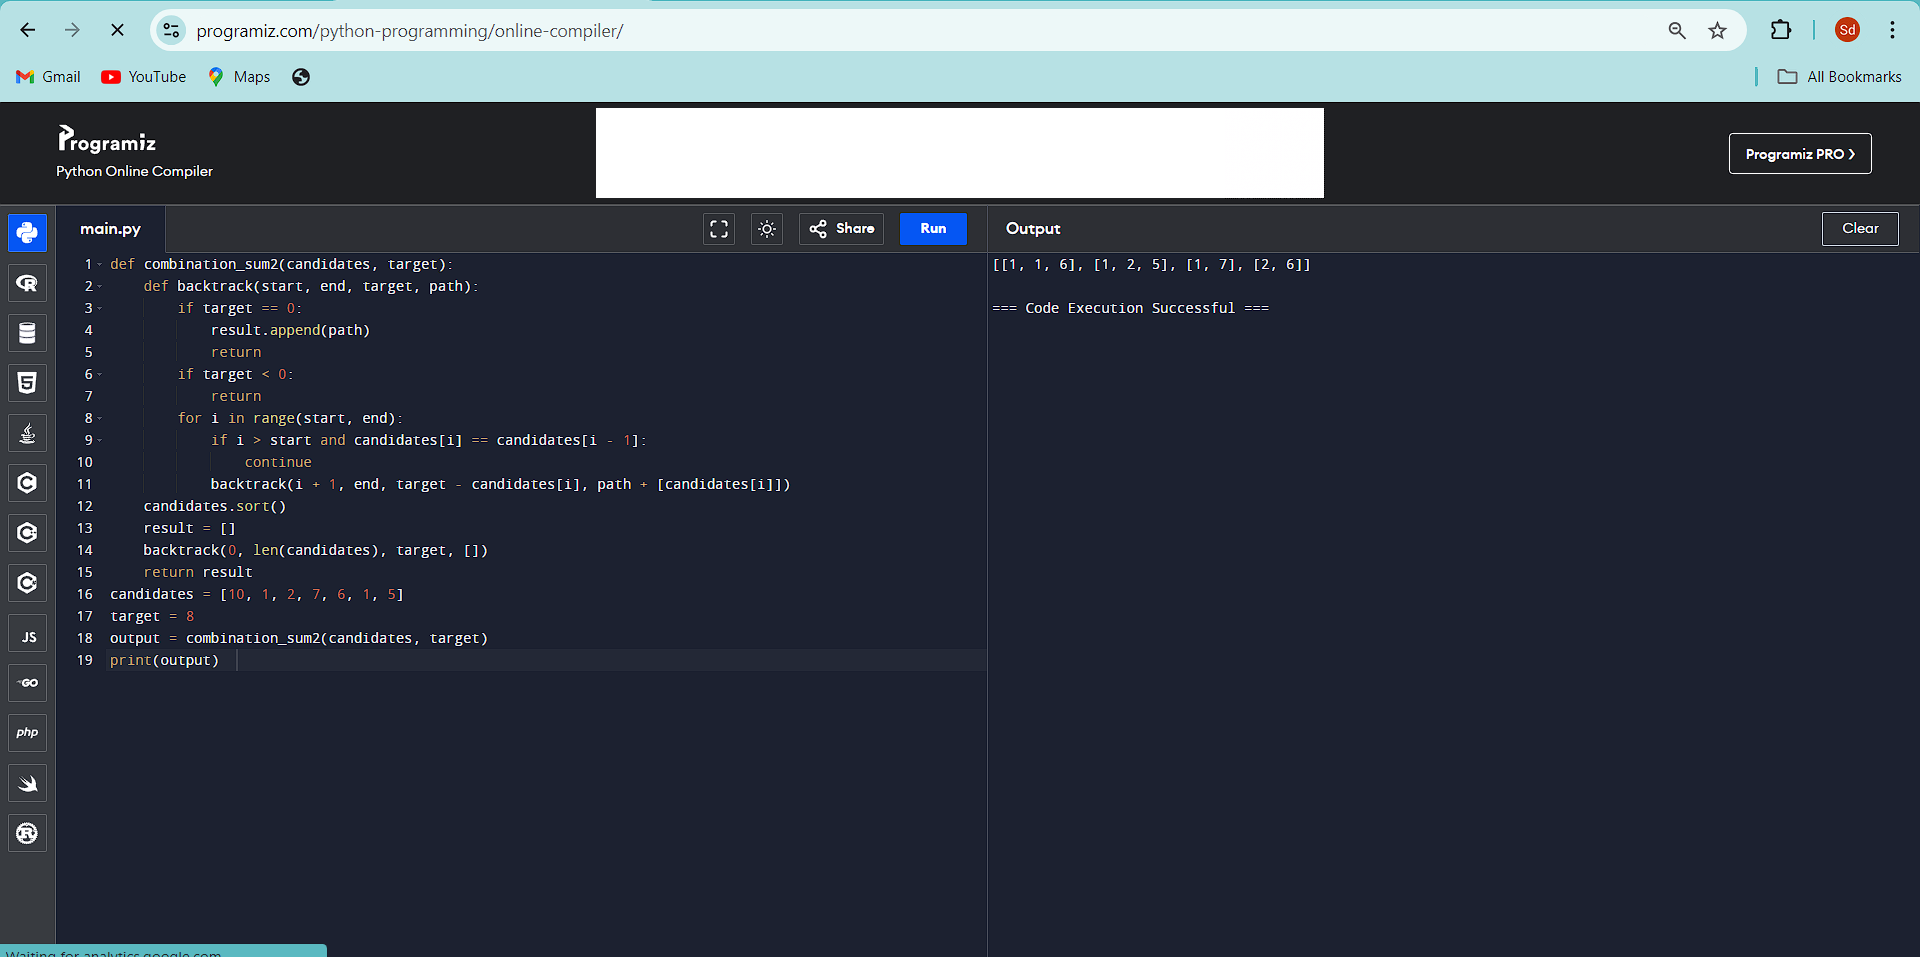 programiz.com/python-programming/online-compiler/
Sd
Gmail YouTube Maps All Bookmarks
Programiz
Python Online Compiler
Programiz PRO ❯
main.py Share Run Output Clear
1 def combination_sum2(candidates, target):
2     def backtrack(start, end, target, path):
3         if target == 0:
4             result.append(path)
5             return
6         if target < 0:
7             return
8         for i in range(start, end):
9             if i > start and candidates[i] == candidates[i - 1]:
10                 continue
11             backtrack(i + 1, end, target - candidates[i], path + [candidates[i]])
12     candidates.sort()
13     result = []
14     backtrack(0, len(candidates), target, [])
15     return result
16 candidates = [10, 1, 2, 7, 6, 1, 5]
17 target = 8
18 output = combination_sum2(candidates, target)
19 print(output)
[[1, 1, 6], [1, 2, 5], [1, 7], [2, 6]]
=== Code Execution Successful ===
R
5
C
C
C
JS
GO
php
R
Waiting for analytics.google.com